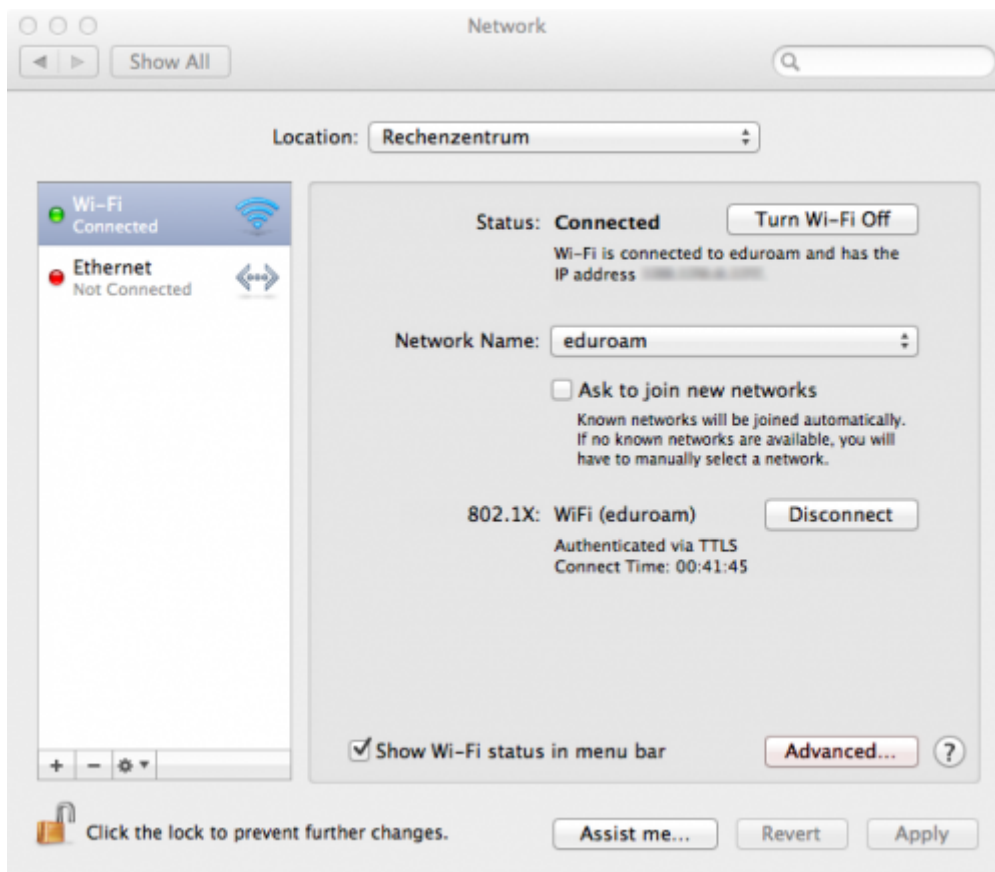 Network
Show All
Location: Rechenzentrum
Wi-Fi
Connected
Ethernet
Not Connected
Status: Connected
Turn Wi-Fi Off
Wi-Fi is connected to eduroam and has the
IP address
Network Name: eduroam
Ask to join new networks
Known networks will be joined automatically.
If no known networks are available, you will
have to manually select a network.
802.1X: WiFi (eduroam)
Disconnect
Authenticated via TTLS
Connect Time: 00:41:45
Show Wi-Fi status in menu bar
Advanced...
?
Click the lock to prevent further changes.
Assist me...
Revert
Apply